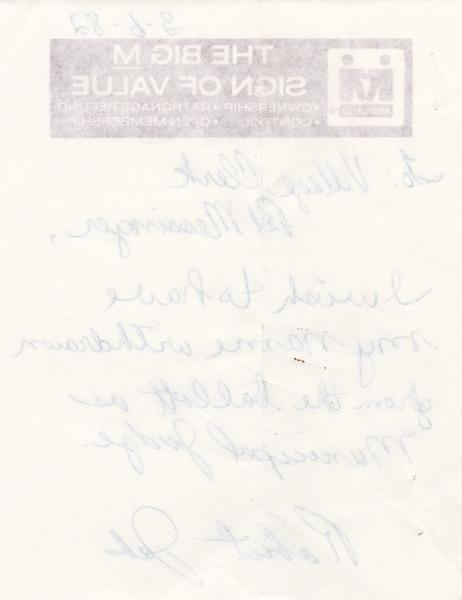 3-6-82
THE BIG M
SIGN OF VALUE
• OWNERSHIP • PATRONAGE REFUND
• CONTROL • OPEN MEMBERSHIP
MIDLAND
To: Village Clerk
Pat Messinger,
I wish to have
my name withdrawn
from the ballott as
Municipal Judge.
Robert